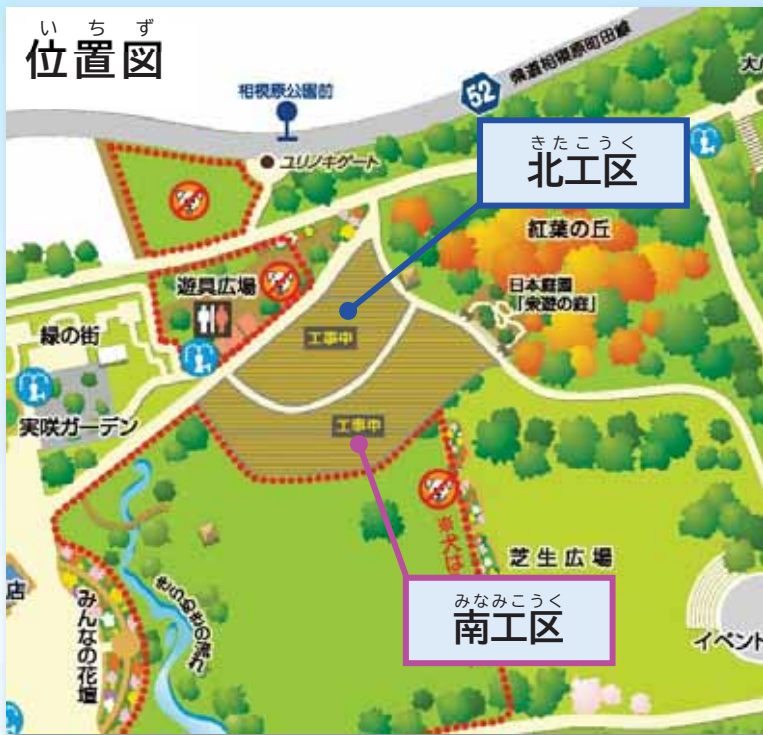 いちず
位置図
相模原公園前
52
県道相模原町田線
ユリノキゲート
きたこうく
北工区
紅葉の丘
遊具広場
日本庭園
緑の街
工事中
実咲ガーデン
工事中
※犬は
芝生広場
みんなの花壇
みなみこうく
南工区
店
イベント